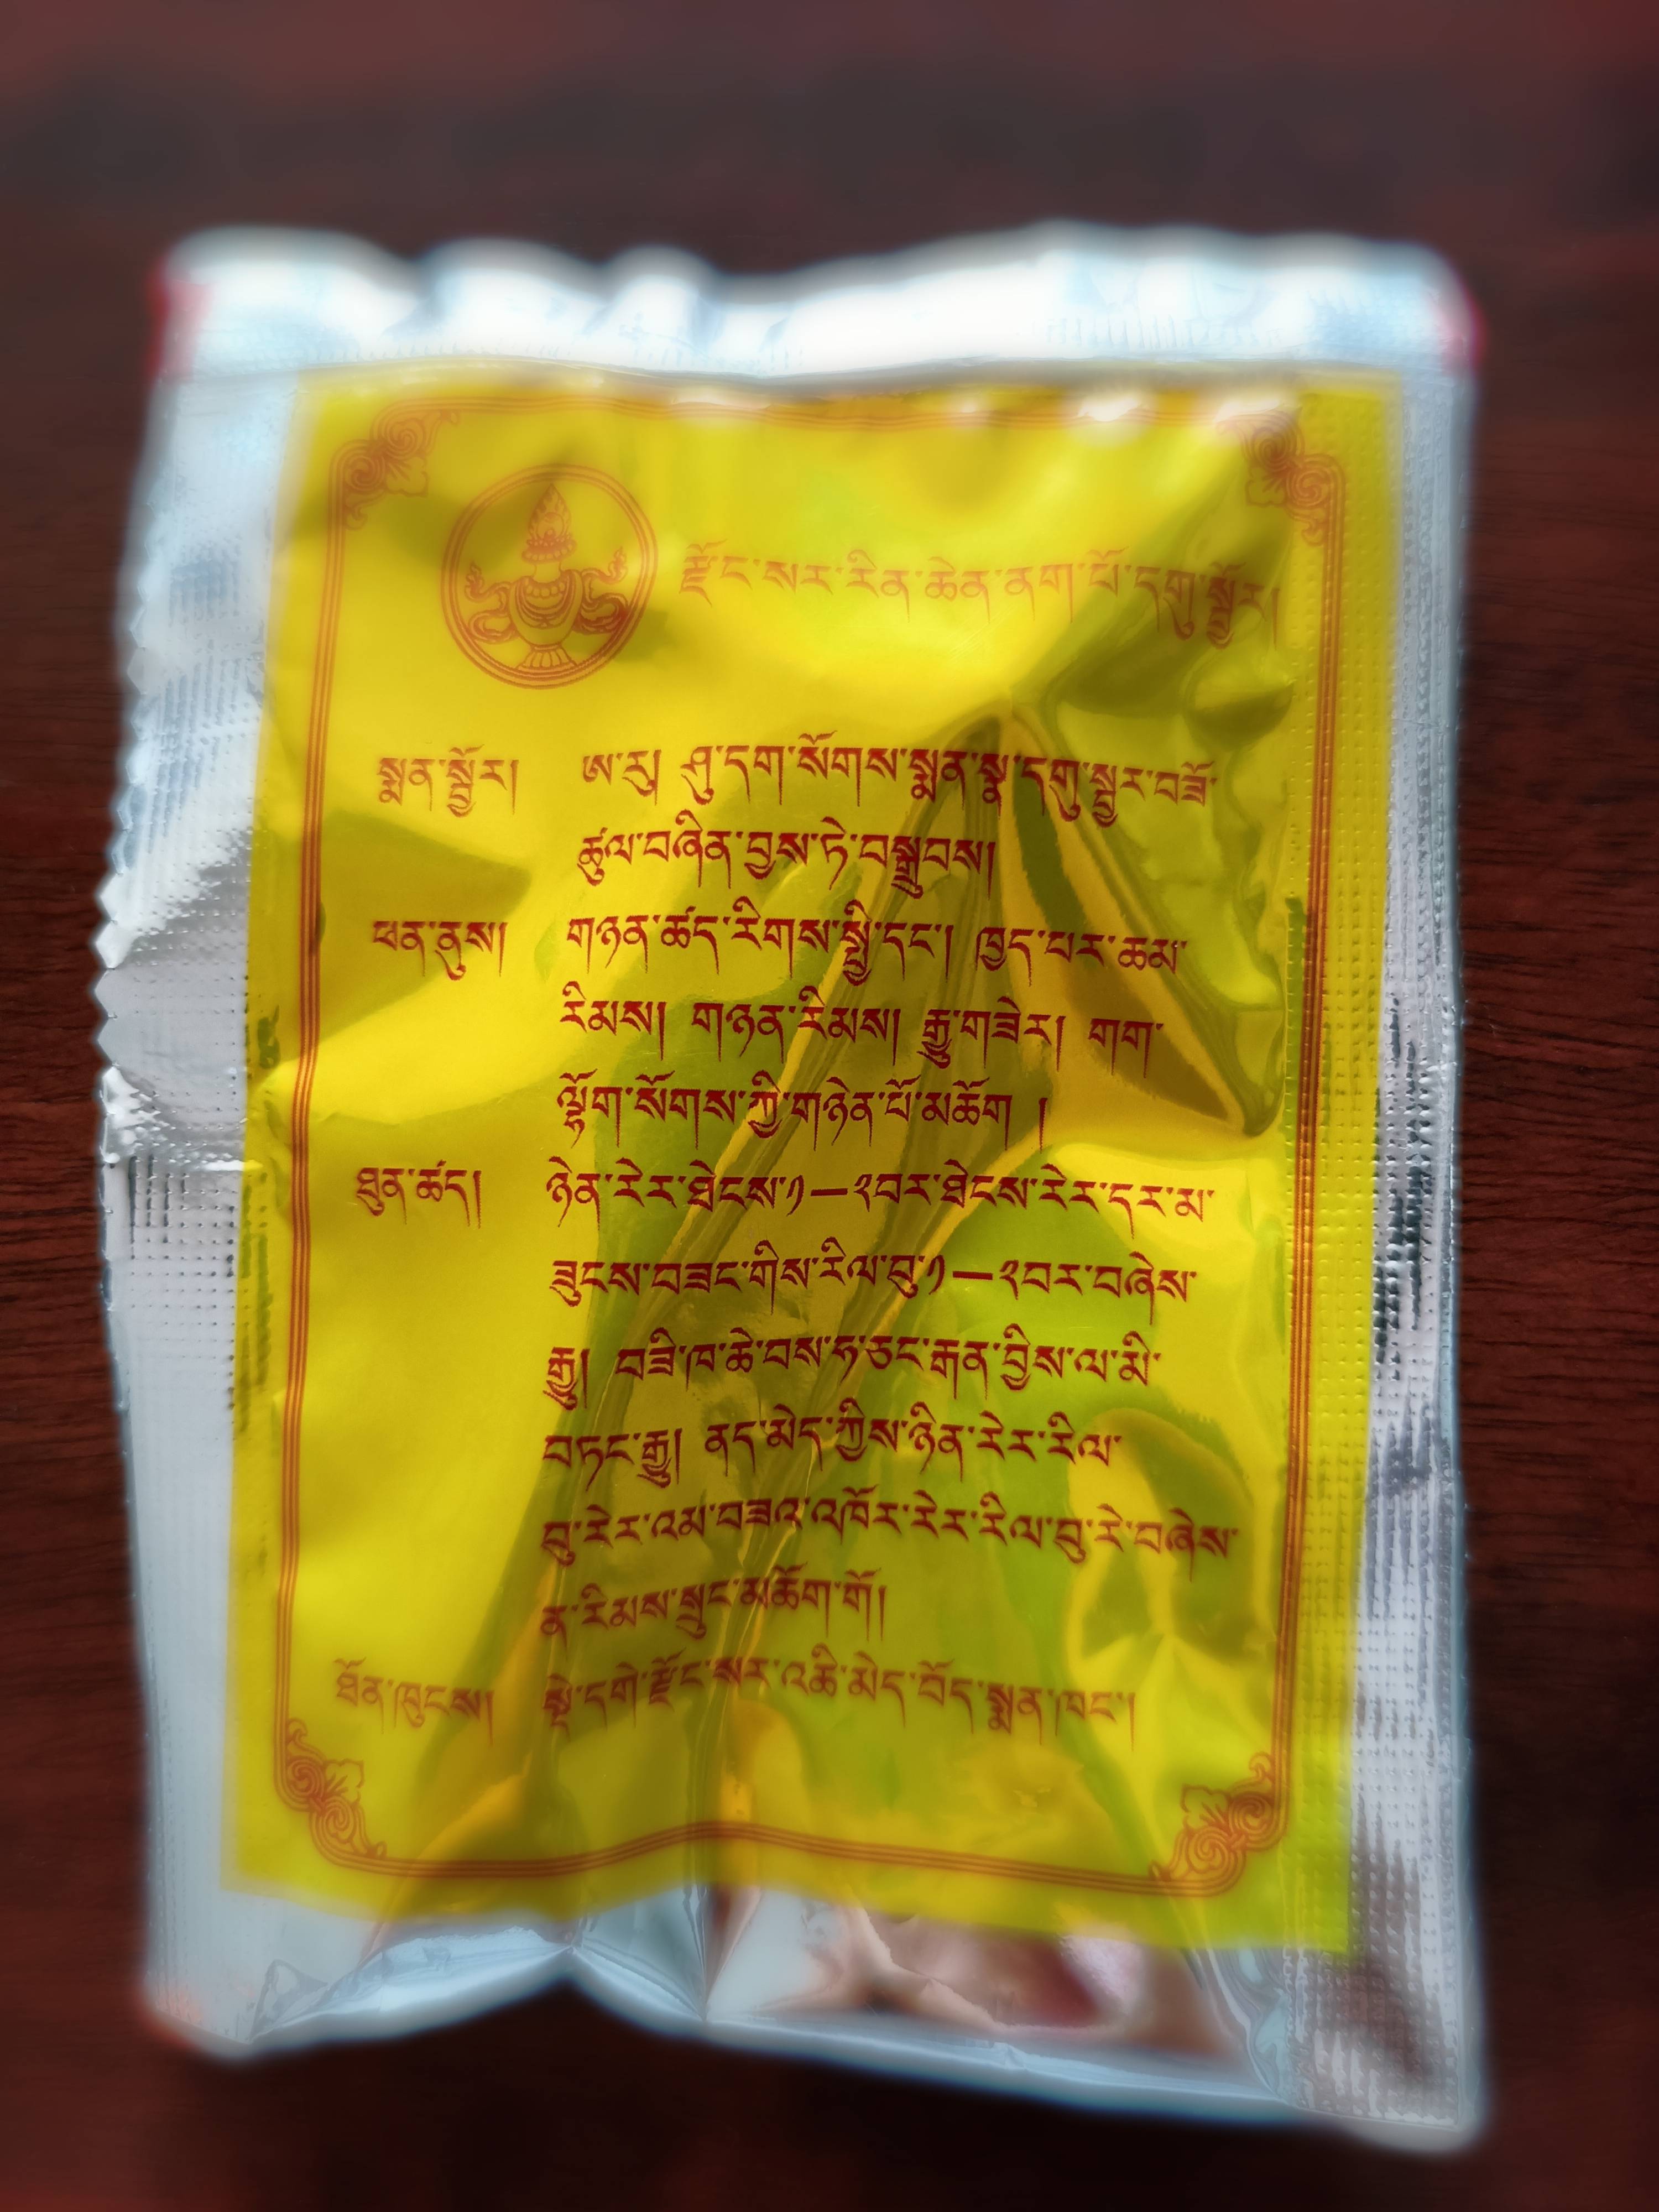 རྫོང་སར་རིན་ཆེན་ནག་པོ་དགུ་སྦྱོར།
སྨན་སྦྱོར། ཨ་རུ། ཤུ་དག་སོགས་སྨན་སྣ་དགུ་སྦྱར་བཟོ་
ཚུལ་བཞིན་བྱས་ཏེ་བསྒྲུབས།
ཕན་ནུས། གཉན་ཚད་རིགས་སྤྱི་དང་། ཁྱད་པར་ཆམ་
རིམས། གཉན་རིམས། རྒྱུ་གཟེར། གག་
ལྷོག་སོགས་ཀྱི་གཉེན་པོ་མཆོག །
ཐུན་ཚད། ཉེན་རེར་ཐེངས་༡—༢བར་ཐེངས་རེར་དར་མ་
ཟུངས་བཟང་གིས་རིལ་བུ་༡—༢བར་བཞེས་
རྒྱུ། བཟི་ཁ་ཆེ་བས་ཧ་ཅང་རྒན་བྱིས་ལ་མི་
བཏང་རྒྱུ། ནད་མེད་ཀྱིས་ཉིན་རེར་རིལ་
བུ་རེར་འམ་བཟའ་འཁོར་རེར་རིལ་བུ་རེ་བཞེས་
ན་རིམས་སྲུང་མཆོག་གོ།
ཐོན་ཁུངས། སྡེ་དགེ་རྫོང་སར་འཆི་མེད་བོད་སྨན་ཁང་།